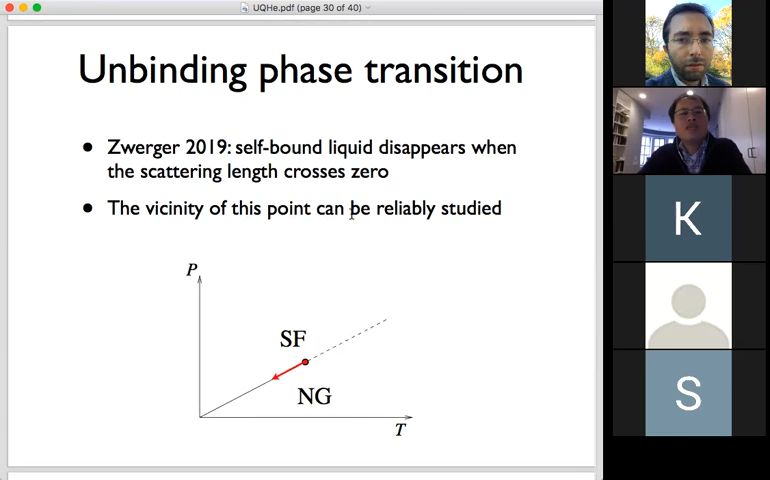 UQHe.pdf (page 30 of 40)
Unbinding phase transition
• Zwerger 2019: self-bound liquid disappears when
the scattering length crosses zero
• The vicinity of this point can be reliably studied
P
SF
NG
T
K
S